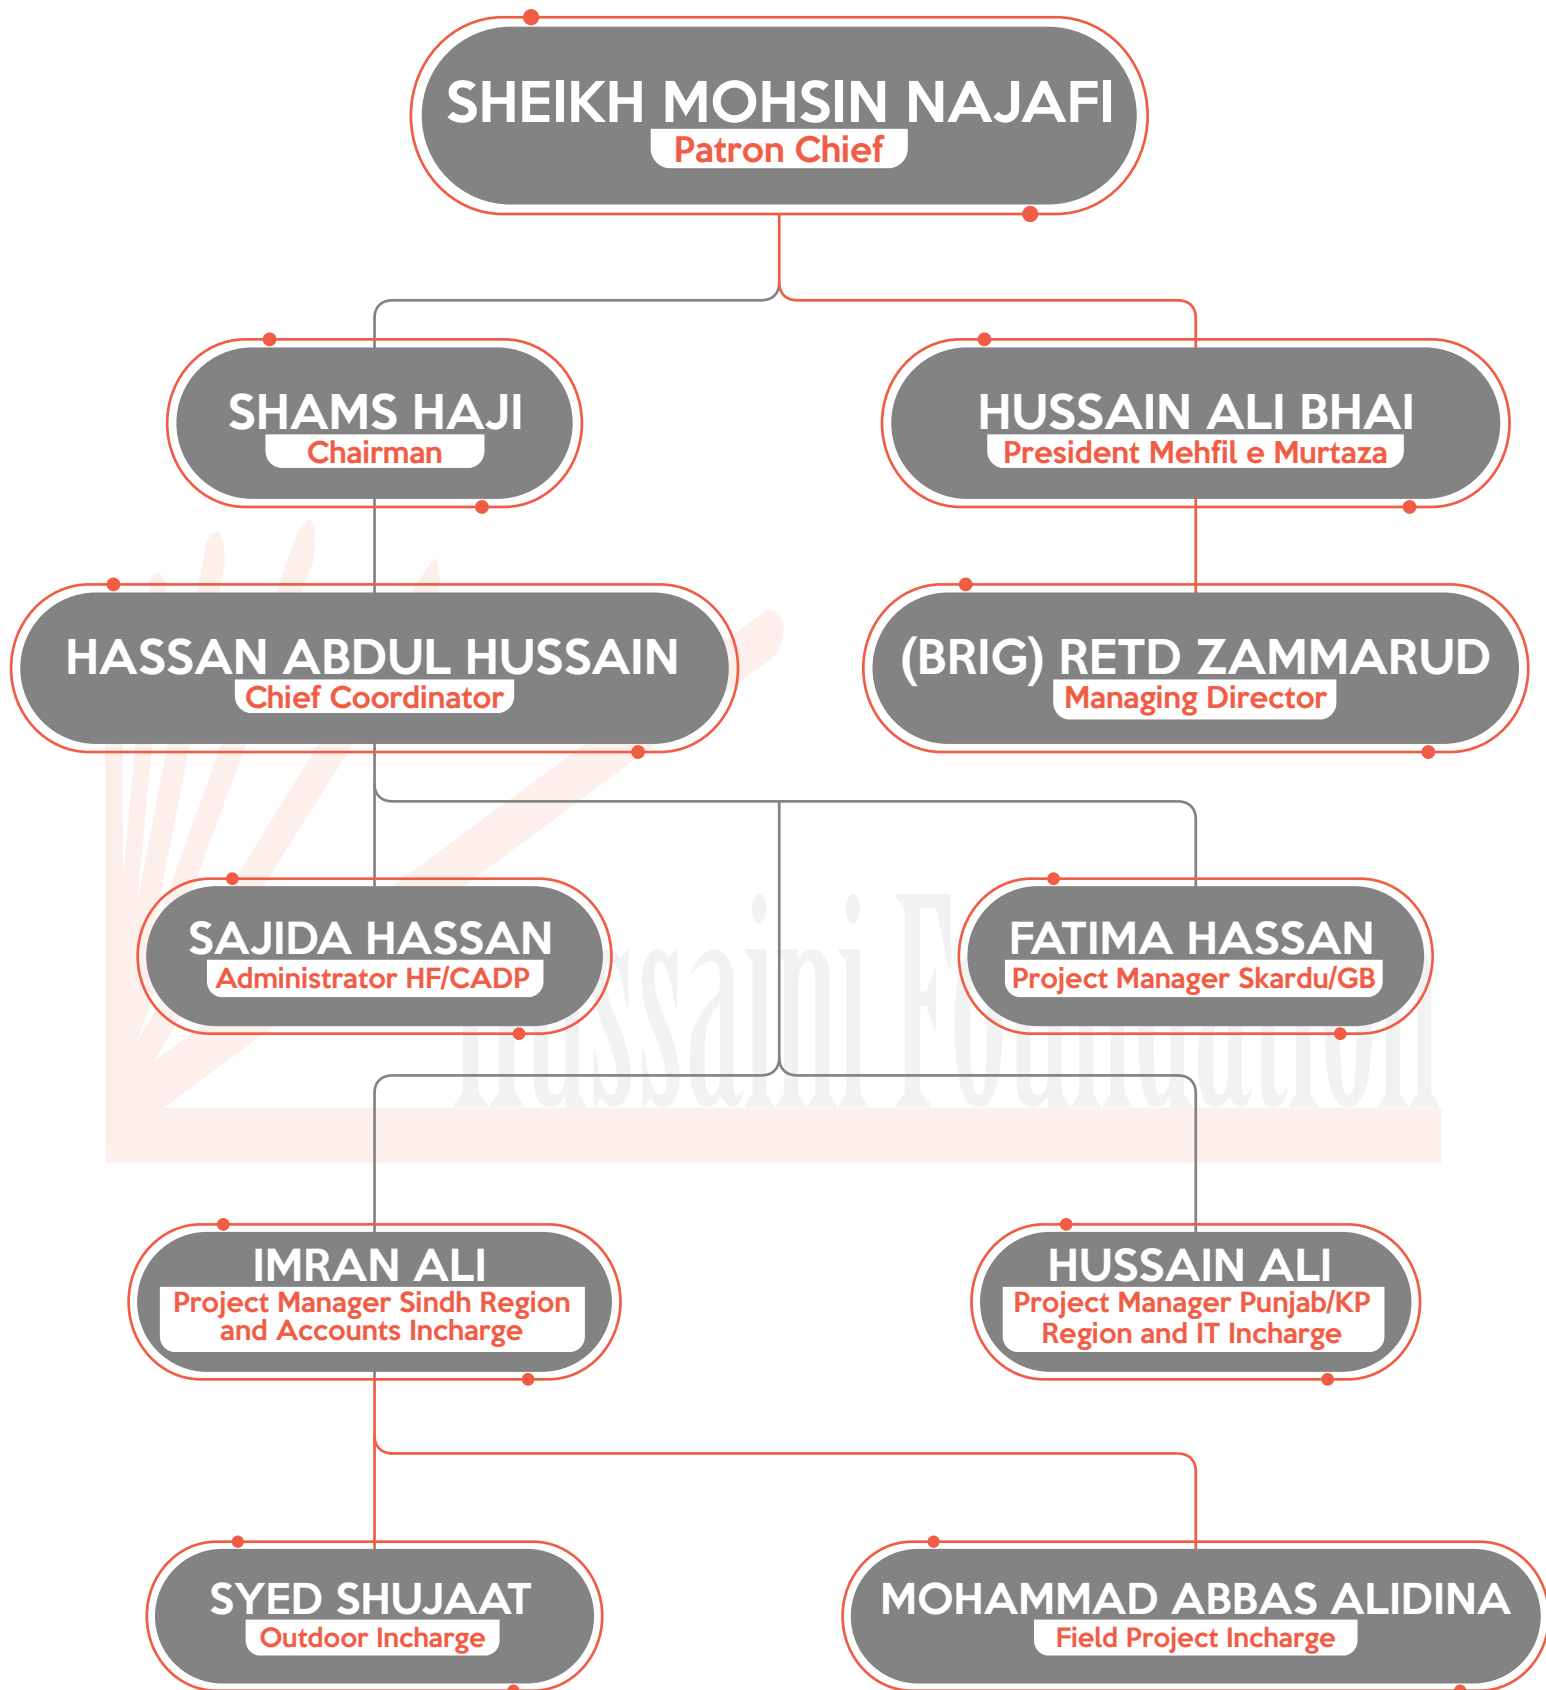 SHEIKH MOHSIN NAJAFI
Patron Chief
SHAMS HAJI
Chairman
HUSSAIN ALI BHAI
President Mehfil e Murtaza
HASSAN ABDUL HUSSAIN
Chief Coordinator
(BRIG) RETD ZAMMARUD
Managing Director
SAJIDA HASSAN
Administrator HF/CADP
FATIMA HASSAN
Project Manager Skardu/GB
Hussaini Foundation
IMRAN ALI
Project Manager Sindh Region
and Accounts Incharge
HUSSAIN ALI
Project Manager Punjab/KP
Region and IT Incharge
SYED SHUJAAT
Outdoor Incharge
MOHAMMAD ABBAS ALIDINA
Field Project Incharge